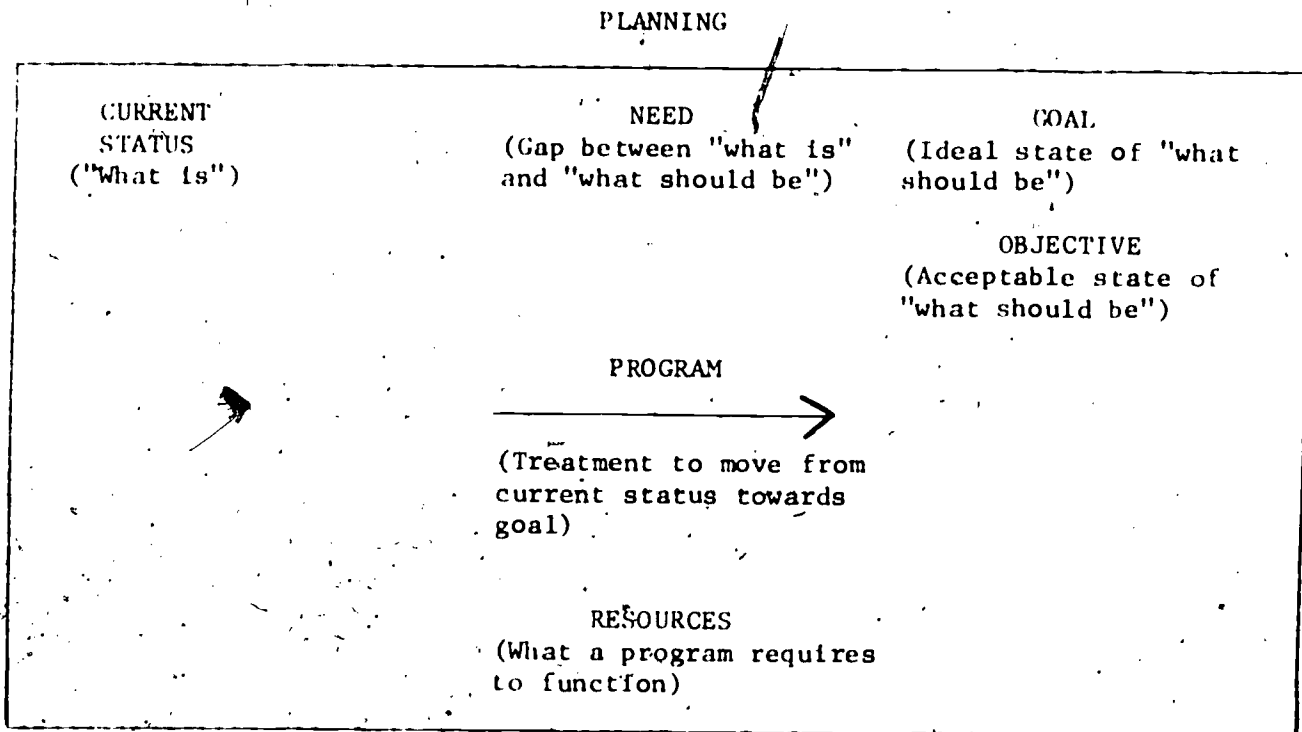 PLANNING
CURRENT
STATUS
("What is")
NEED
(Gap between "what is"
and "what should be")
GOAL
(Ideal state of "what
should be")
OBJECTIVE
(Acceptable state of
"what should be")
PROGRAM
(Treatment to move from
current status towards
goal)
RESOURCES
(What a program requires
to function)